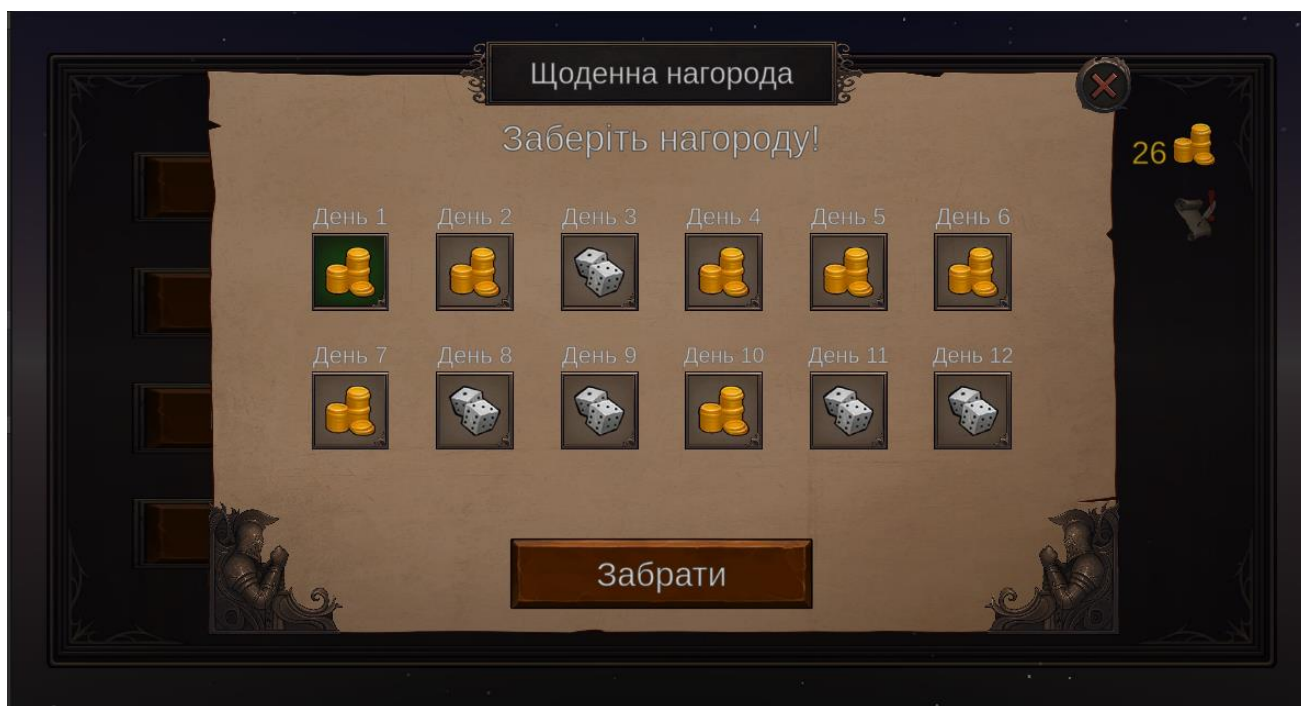 Щоденна нагорода
Заберіть нагороду!
26
День 1 День 2 День 3 День 4 День 5 День 6
День 7 День 8 День 9 День 10 День 11 День 12
Забрати